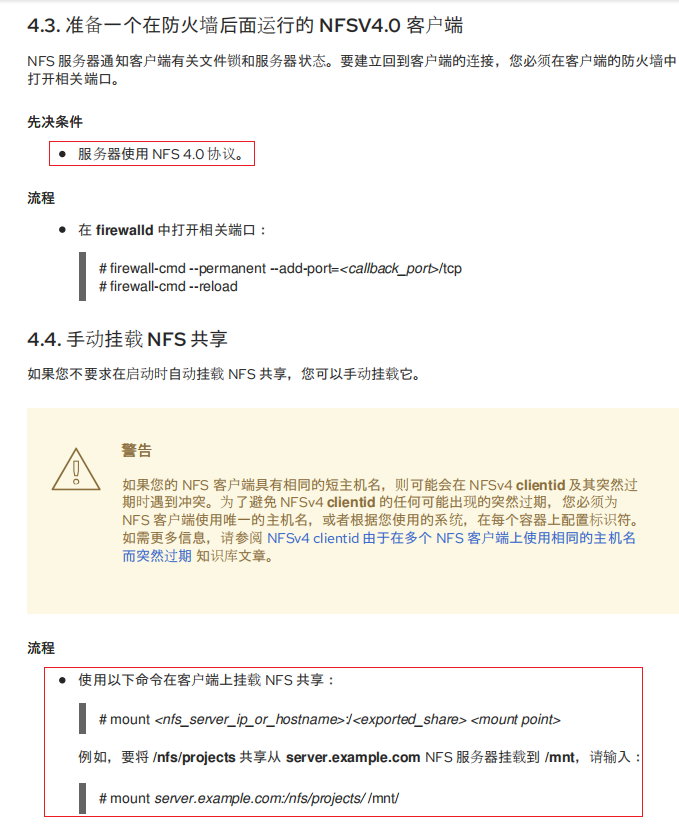 4.3. 准备一个在防火墙后面运行的 NFSV4.0 客户端
NFS 服务器通知客户端有关文件锁和服务器状态。要建立回到客户端的连接，您必须在客户端的防火墙中
打开相关端口。
先决条件
● 服务器使用 NFS 4.0 协议。
流程
● 在 firewalld 中打开相关端口：
# firewall-cmd --permanent --add-port=<callback_port>/tcp
# firewall-cmd --reload
4.4. 手动挂载 NFS 共享
如果您不要求在启动时自动挂载 NFS 共享，您可以手动挂载它。
警告
如果您的 NFS 客户端具有相同的短主机名，则可能会在 NFSv4 clientid 及其突然过
期时遇到冲突。为了避免 NFSv4 clientid 的任何可能出现的突然过期，您必须为
NFS 客户端使用唯一的主机名，或者根据您使用的系统，在每个容器上配置标识符。
如需更多信息，请参阅 NFSv4 clientid 由于在多个 NFS 客户端上使用相同的主机名
而突然过期 知识库文章。
流程
● 使用以下命令在客户端上挂载 NFS 共享：
# mount <nfs_server_ip_or_hostname>:/<exported_share> <mount point>
例如，要将 /nfs/projects 共享从 server.example.com NFS 服务器挂载到 /mnt，请输入：
# mount server.example.com:/nfs/projects/ /mnt/